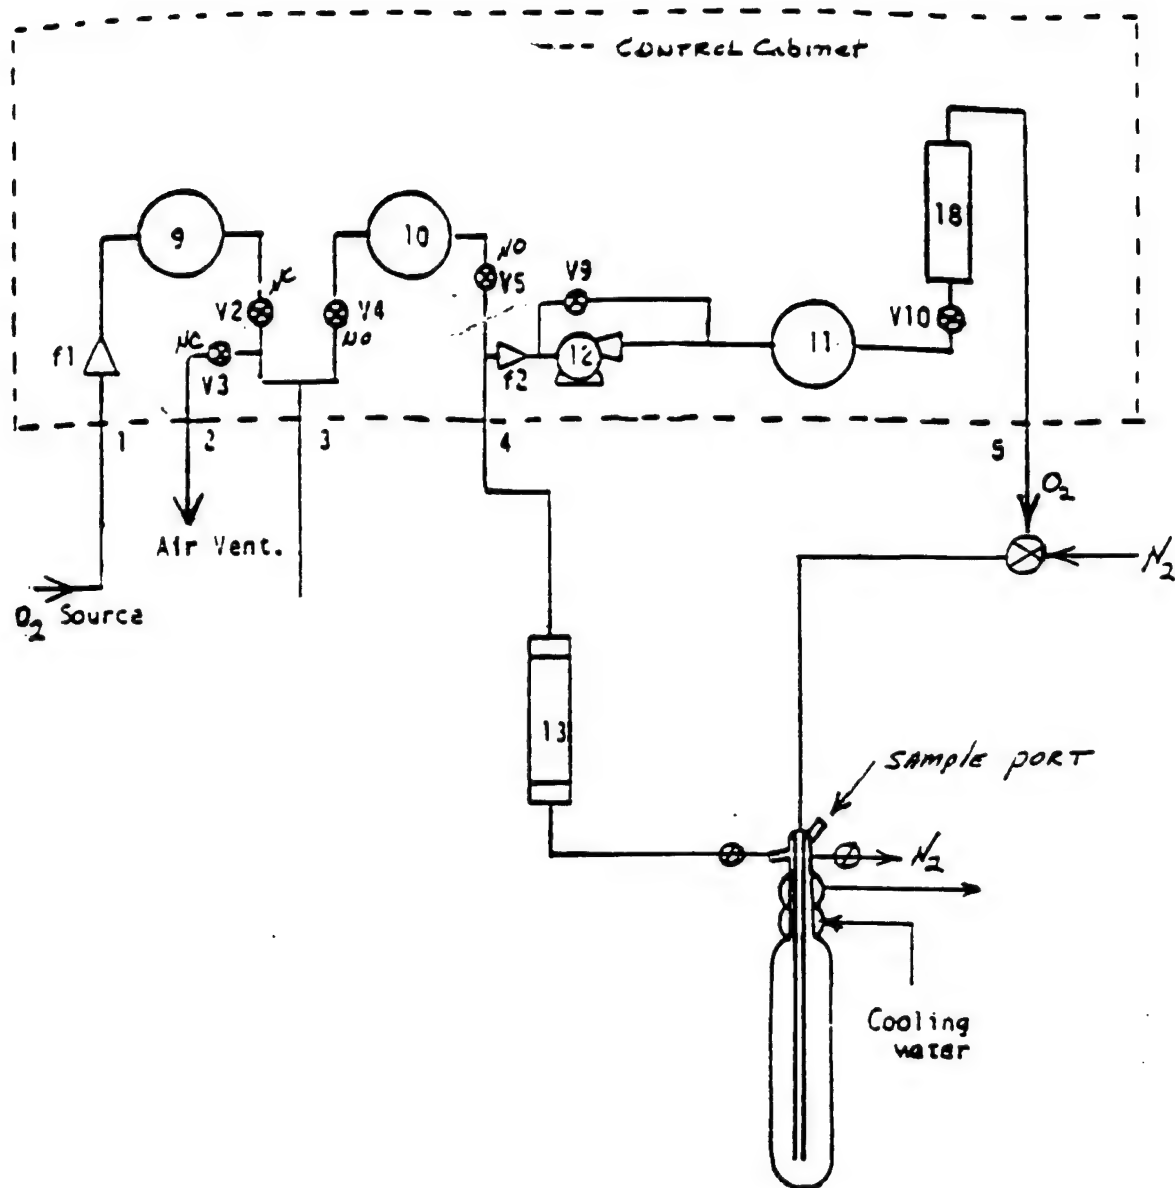 ---- CONTROL Cabinet
18
9
10
NO
V5
NC
V2
V4
NO
V9
V10
11
12
f1
NC
V3
f2
1
2
3
4
5
O2
Air Vent.
N2
O2 Source
13
SAMPLE PORT
N2
Cooling
water